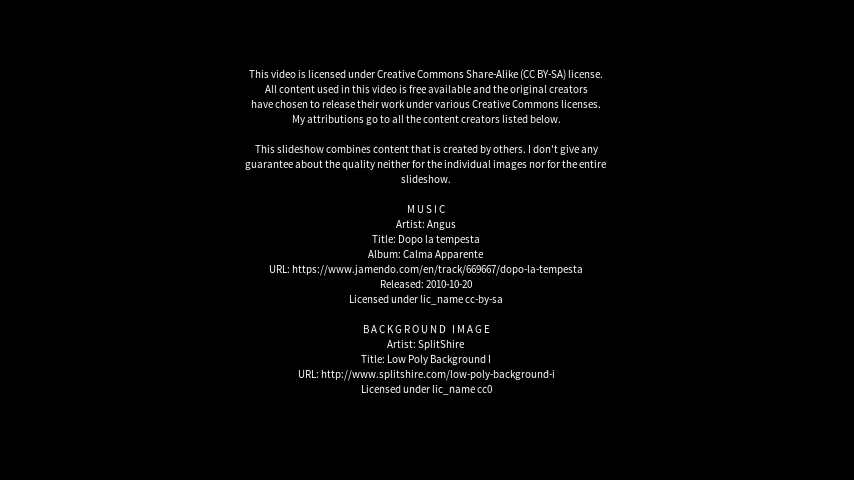 This video is licensed under Creative Commons Share-Alike (CC BY-SA) license.
All content used in this video is free available and the original creators
have chosen to release their work under various Creative Commons licenses.
My attributions go to all the content creators listed below.
This slideshow combines content that is created by others. I don't give any
guarantee about the quality neither for the individual images nor for the entire
slideshow.
MUSIC
Artist: Angus
Title: Dopo la tempesta
Album: Calma Apparente
URL: https://www.jamendo.com/en/track/669667/dopo-la-tempesta
Released: 2010-10-20
Licensed under lic_name cc-by-sa
BACKGROUND IMAGE
Artist: SplitShire
Title: Low Poly Background I
URL: http://www.splitshire.com/low-poly-background-i
Licensed under lic_name cc0